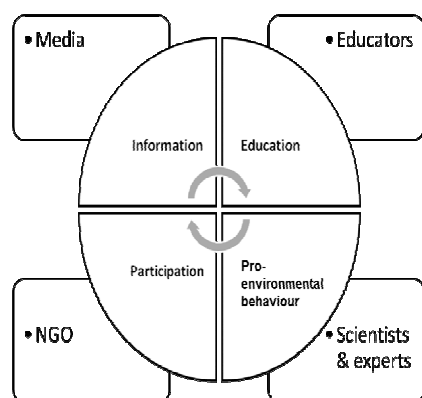 • Media
• Educators
Information
Education
Participation
Pro-
environmental
behaviour
• NGO
• Scientists
& experts